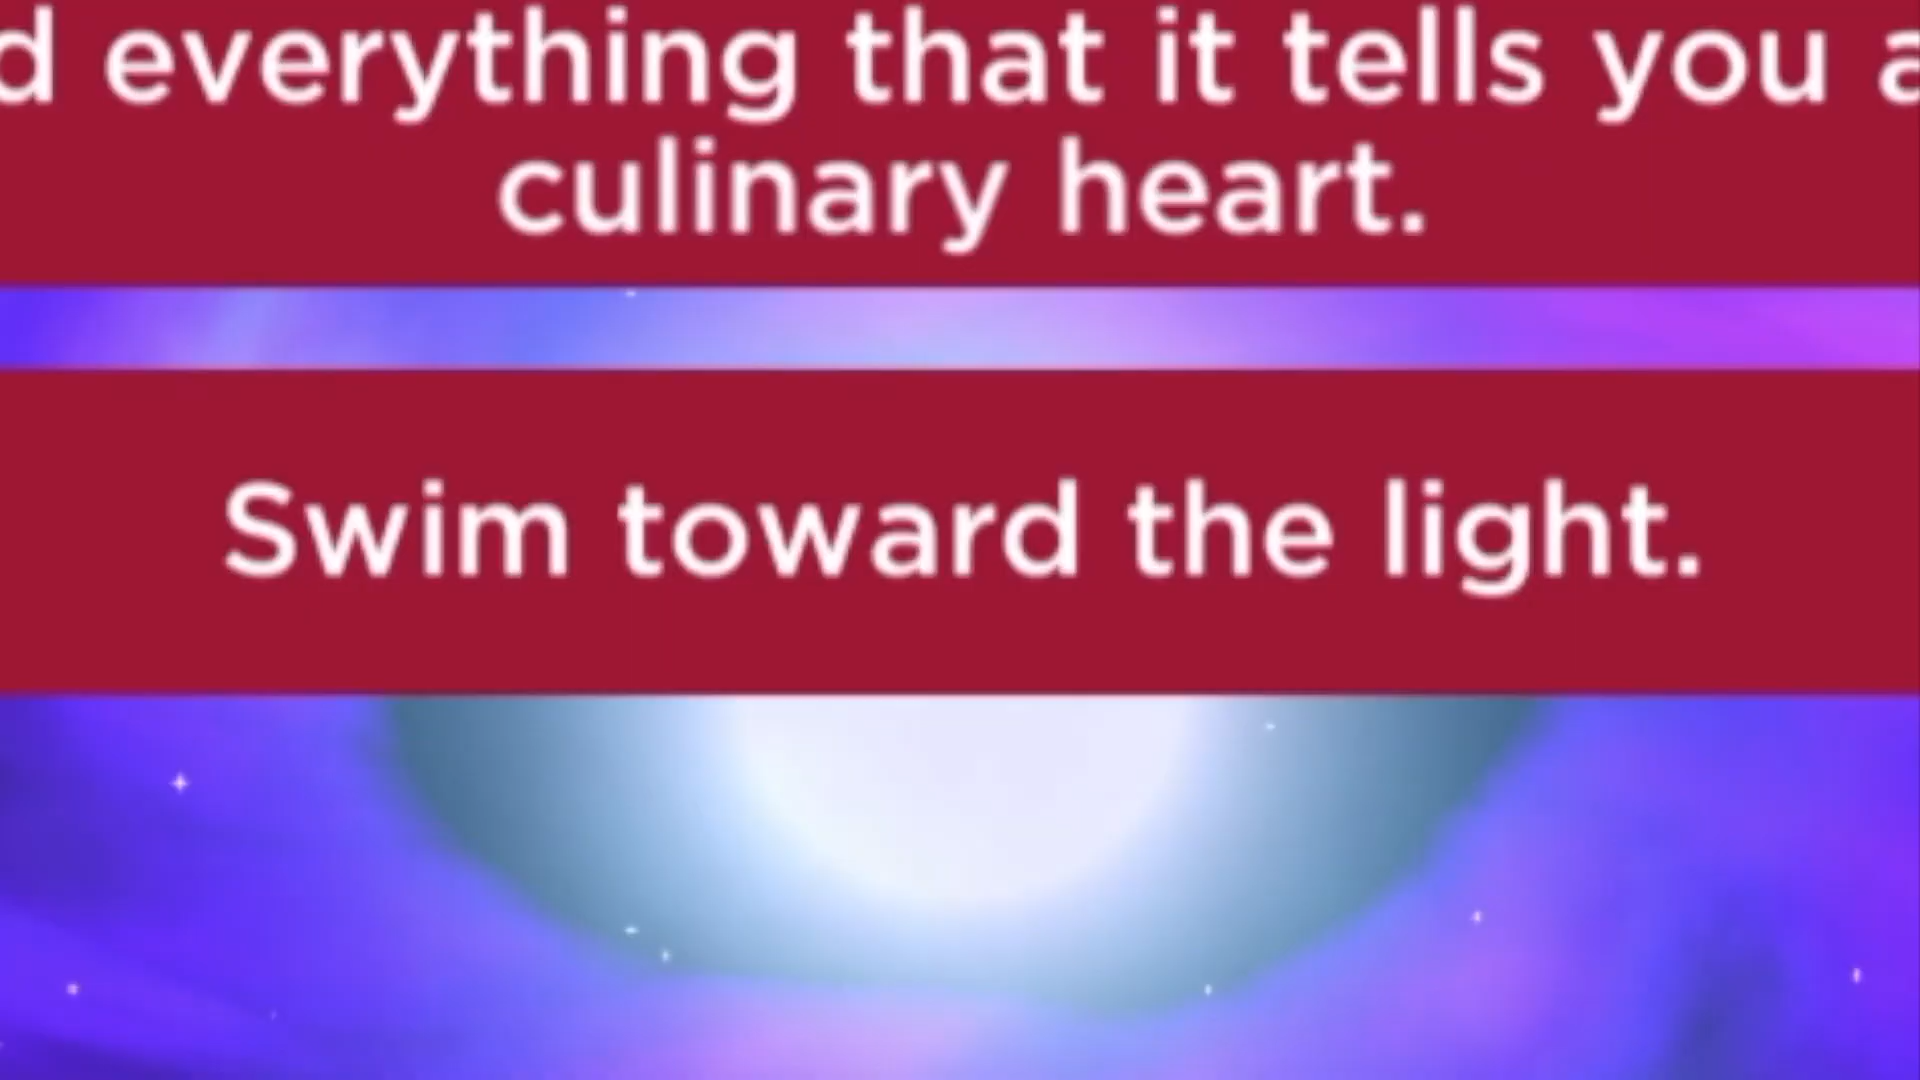 everything that it tells you
culinary heart.
Swim toward the light.